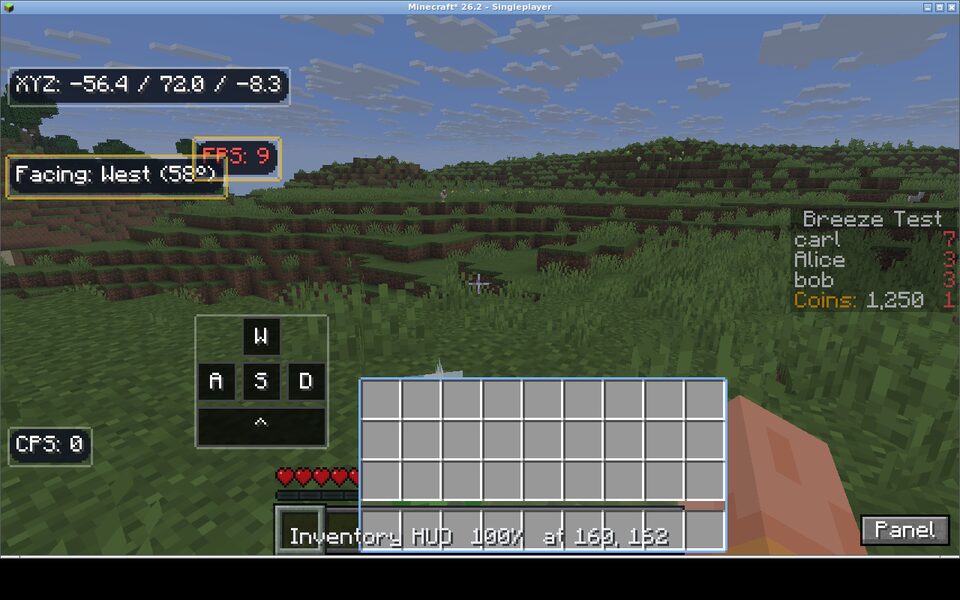 Minecraft* 26.2 - Singleplayer
XYZ: -56.4 / 72.0 / -8.3
FPS: 9
Facing: West (58°)
Breeze Test
carl 7
Alice 3
bob 3
Coins: 1,250 1
W
A S D
^
CPS: 0
Inventory HUD 100% at 160, 162
Panel